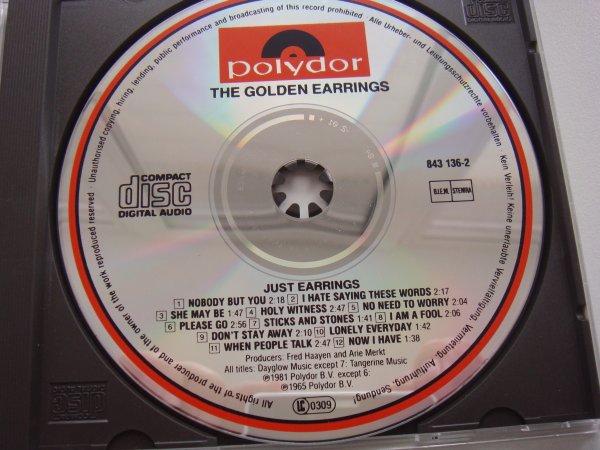 polydor
THE GOLDEN EARRINGS
843 136-2
COMPACT
disc
DIGITAL AUDIO
B.I.E.M. STEMRA
JUST EARRINGS
1 NOBODY BUT YOU 2:18 2 I HATE SAYING THESE WORDS 2:17
3 SHE MAY BE 1:47 4 HOLY WITNESS 2:47 5 NO NEED TO WORRY 2:04
6 PLEASE GO 2:56 7 STICKS AND STONES 1:41 8 I AM A FOOL 2:06
9 DON'T STAY AWAY 2:10 10 LONELY EVERYDAY 1:42
11 WHEN PEOPLE TALK 2:47 12 NOW I HAVE 1:38
Producers: Fred Haayen and Arie Merkt
All titles: Dayglow Music except 7: Tangerine Music
℗1981 Polydor B.V. except 6:
℗1965 Polydor B.V.
LC 0309
All rights of the producer and of the owner of the work reproduced reserved · Unauthorised copying, hiring, lending, public performance and broadcasting of this record prohibited · Alle Urheber- und Leistungsschutzrechte vorbehalten · Kein Verleih! Keine unerlaubte Vervielfältigung, Vermietung, Aufführung, Sendung!